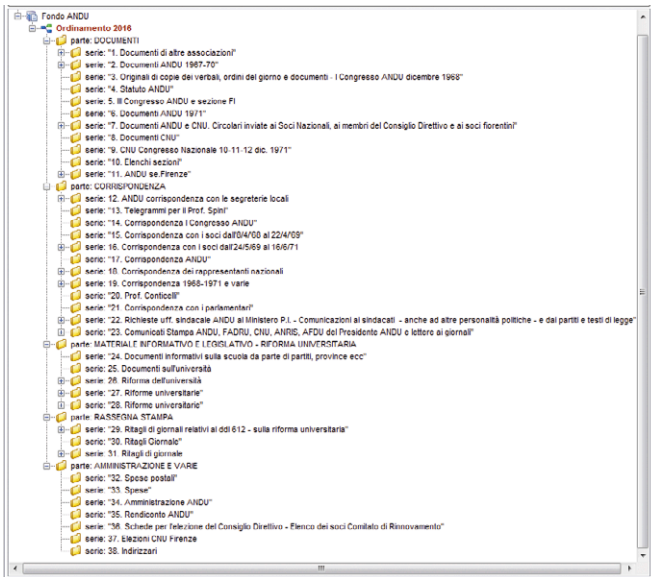 Fondo ANDU
Ordinamento 2016
parte: DOCUMENTI
serie: "1. Documenti di altre associazioni"
serie: "2. Documenti ANDU 1967-70"
serie: "3. Originali di copie dei verbali, ordini del giorno e documenti - I Congresso ANDU dicembre 1968"
serie: "4. Statuto ANDU"
serie: 5. III Congresso ANDU e sezione FI
serie: "6. Documenti ANDU 1971"
serie: "7. Documenti ANDU e CNU. Circolari inviate ai Soci Nazionali, ai membri del Consiglio Direttivo e ai soci fiorentini"
serie: "8. Documenti CNU"
serie: "9. CNU Congresso Nazionale 10-11-12 dic. 1971"
serie: "10. Elenchi sezioni"
serie: "11. ANDU se.Firenze"
parte: CORRISPONDENZA
serie: 12. ANDU corrispondenza con le segreterie locali
serie: "13. Telegrammi per il Prof. Spini"
serie: "14. Corrispondenza I Congresso ANDU"
serie: "15. Corrispondenza con i soci dall'8/4/'68 al 22/4/'69"
serie: 16. Corrispondenza con i soci dal'24/5/69 al 16/6/71
serie: "17. Corrispondenza ANDU"
serie: 18. Corrispondenza dei rappresentanti nazionali
serie: 19. Corrispondenza 1968-1971 e varie
serie: "20. Prof. Conticelli"
serie: "21. Corrispondenza con i parlamentari"
serie: "22. Richieste uff. sindacale ANDU al Ministero P.I. - Comunicazioni ai sindacati - anche ad altre personalità politiche - e dai partiti e testi di legge"
serie: "23. Comunicati Stampa ANDU, FADRU, CNU, ANRIS, AFDU del Presidente ANDU e lettere ai giornali"
parte: MATERIALE INFORMATIVO E LEGISLATIVO - RIFORMA UNIVERSITARIA
serie: "24. Documenti informativi sulla scuola da parte di partiti, province ecc"
serie: 25. Documenti sull'università
serie: 26. Riforma dell'università
serie: "27. Riforme universitarie"
serie: "28. Riforme universitarie"
parte: RASSEGNA STAMPA
serie: "29. Ritagli di giornali relativi al ddl 612 - sulla riforma universitaria"
serie: "30. Ritagli Giornale"
serie: 31. Ritagli di giornale
parte: AMMINISTRAZIONE E VARIE
serie: "32. Spese postali"
serie: "33. Spese"
serie: "34. Amministrazione ANDU"
serie: "35. Rendiconto ANDU"
serie: "36. Schede per l'elezione del Consiglio Direttivo - Elenco dei soci Comitato di Rinnovamento"
serie: 37. Elezioni CNU Firenze
serie: 38. Indirizzari